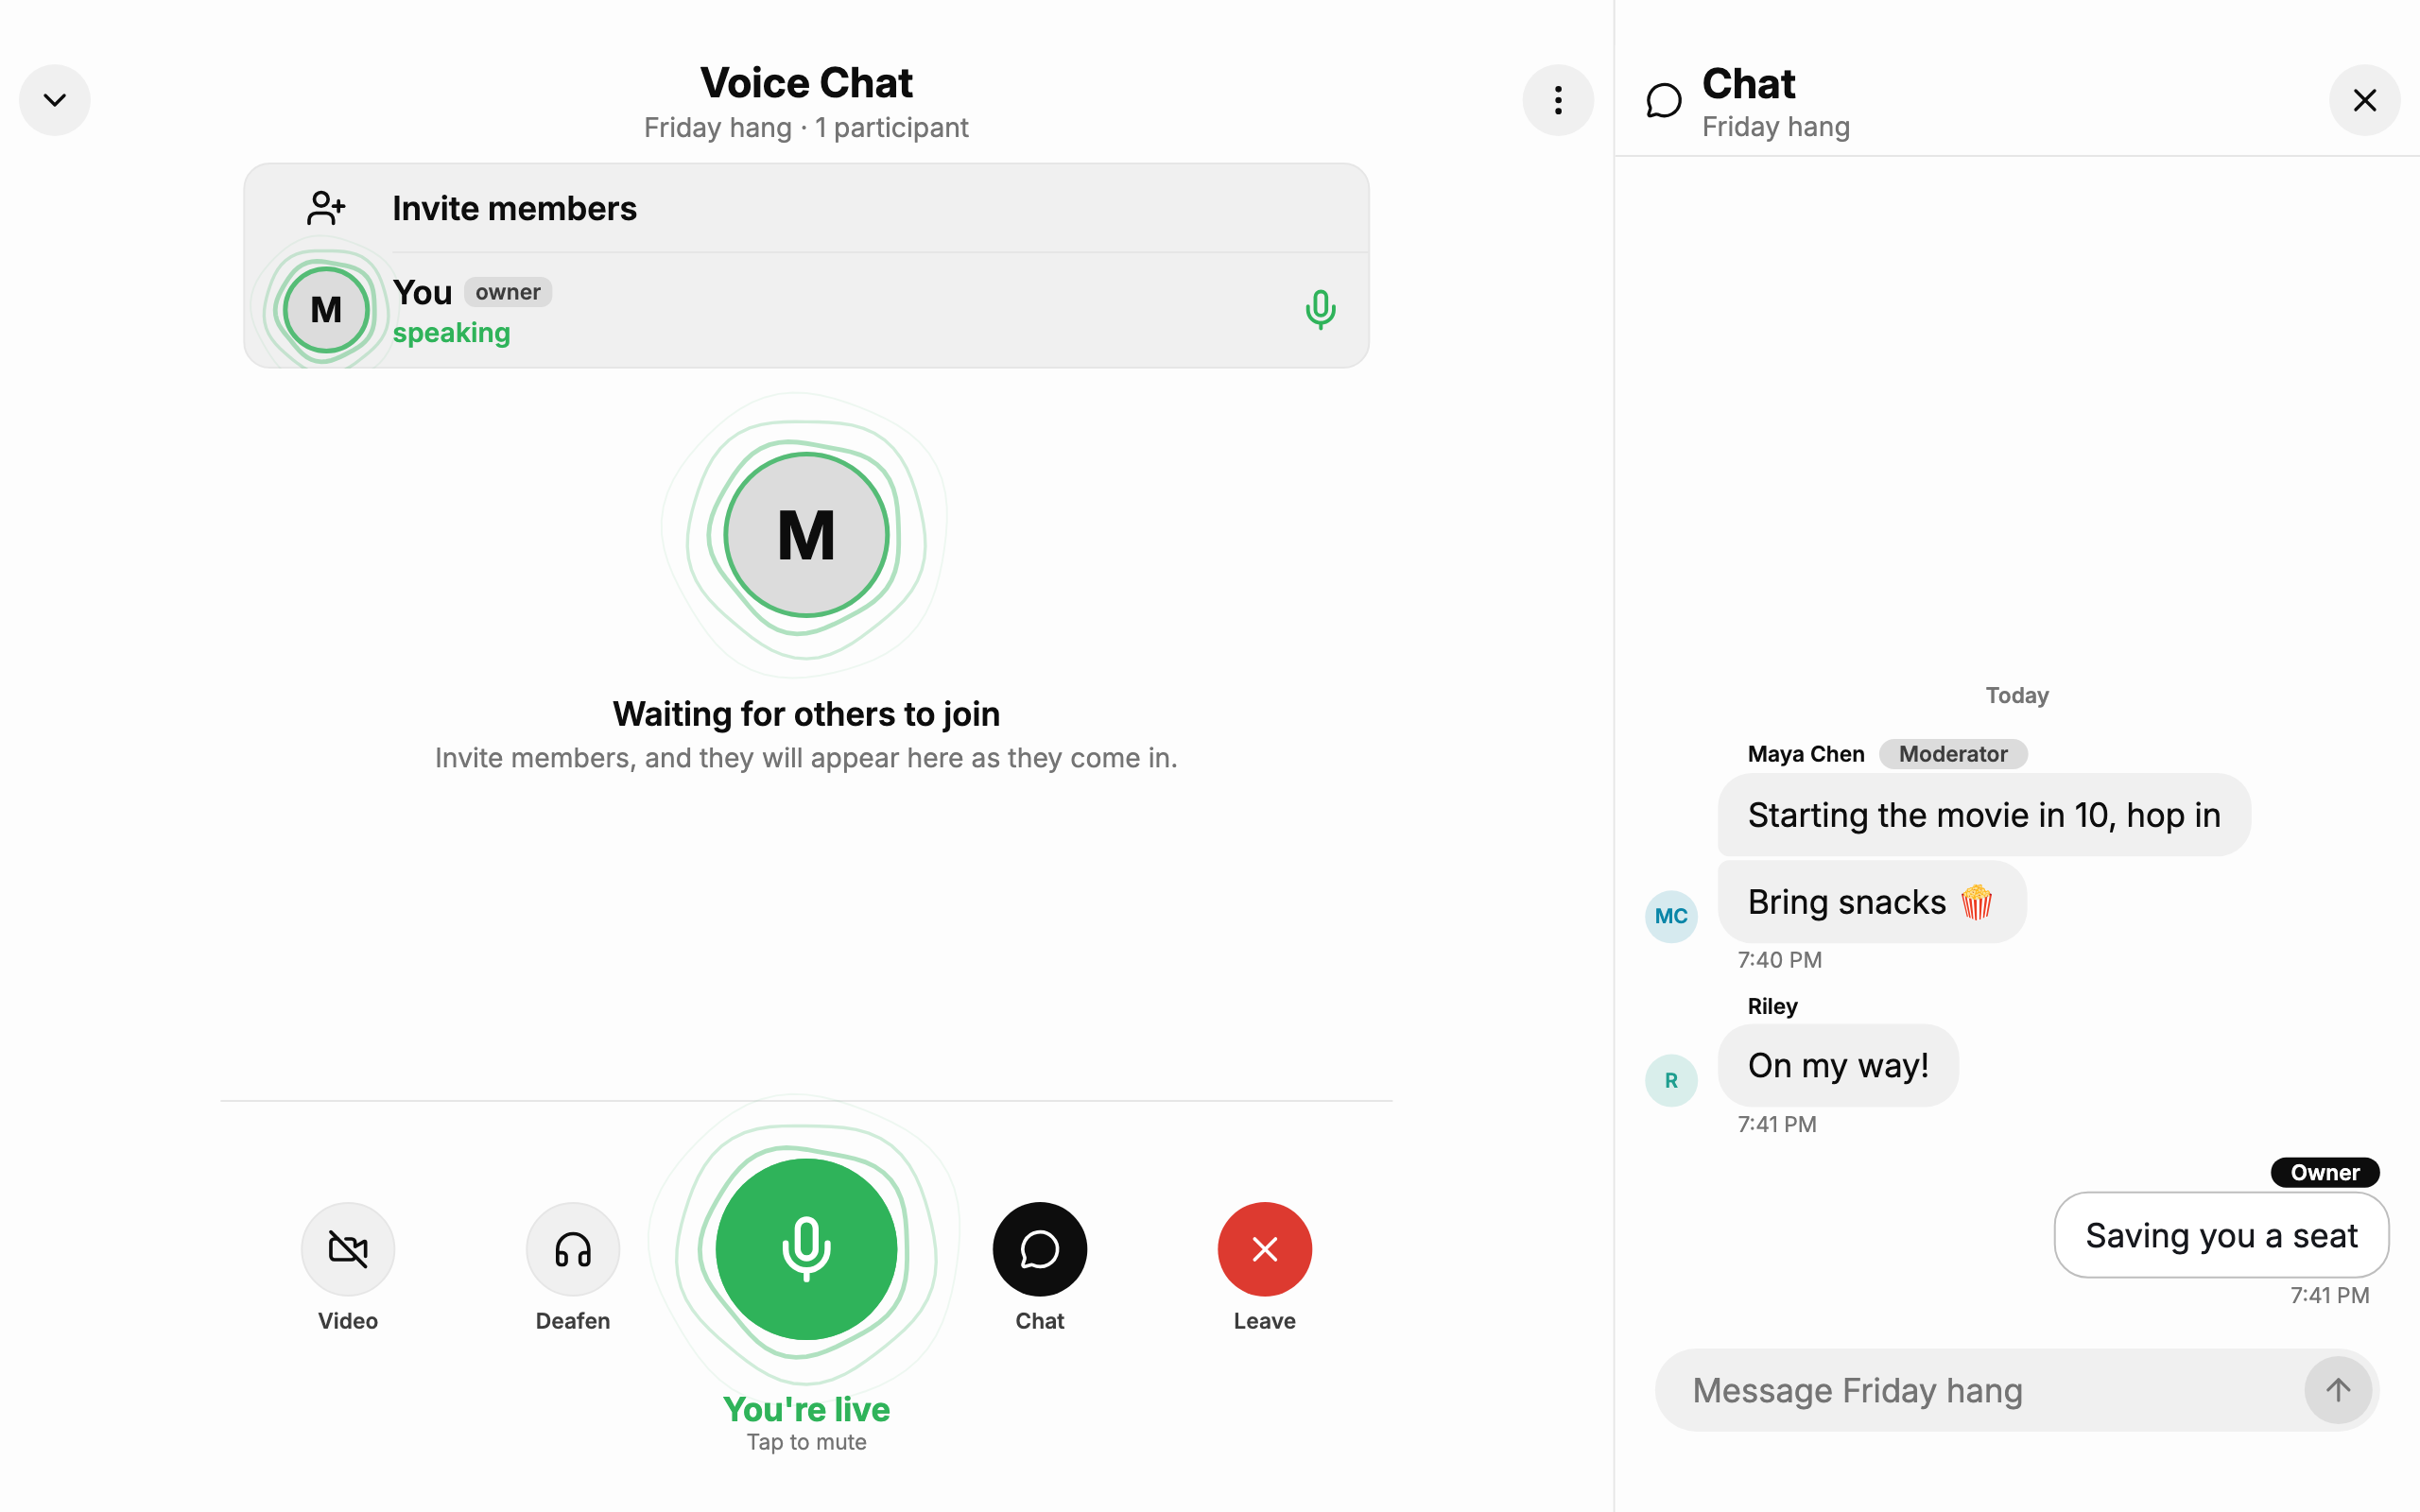 Voice Chat
Friday hang · 1 participant
Invite members
M
You owner
speaking
M
Waiting for others to join
Invite members, and they will appear here as they come in.
Video
Deafen
Chat
Leave
You're live
Tap to mute
Chat
Friday hang
Today
Maya Chen Moderator
Starting the movie in 10, hop in
Bring snacks 🍿
MC
7:40 PM
Riley
On my way!
R
7:41 PM
Owner
Saving you a seat
7:41 PM
Message Friday hang